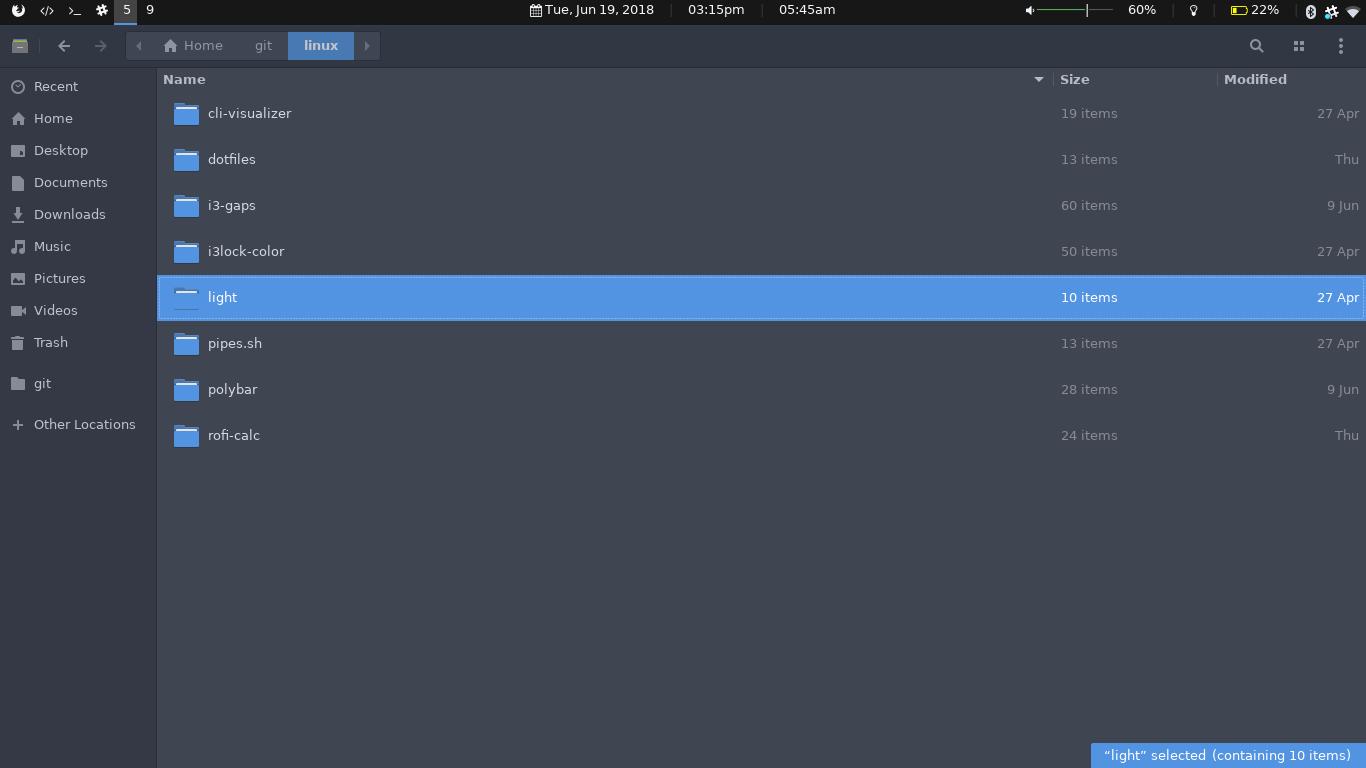 5 9 Tue, Jun 19, 2018 03:15pm 05:45am 60% 22%
Home git linux
Recent
Home
Desktop
Documents
Downloads
Music
Pictures
Videos
Trash
git
Other Locations
Name Size Modified
cli-visualizer 19 items 27 Apr
dotfiles 13 items Thu
i3-gaps 60 items 9 Jun
i3lock-color 50 items 27 Apr
light 10 items 27 Apr
pipes.sh 13 items 27 Apr
polybar 28 items 9 Jun
rofi-calc 24 items Thu
“light” selected (containing 10 items)